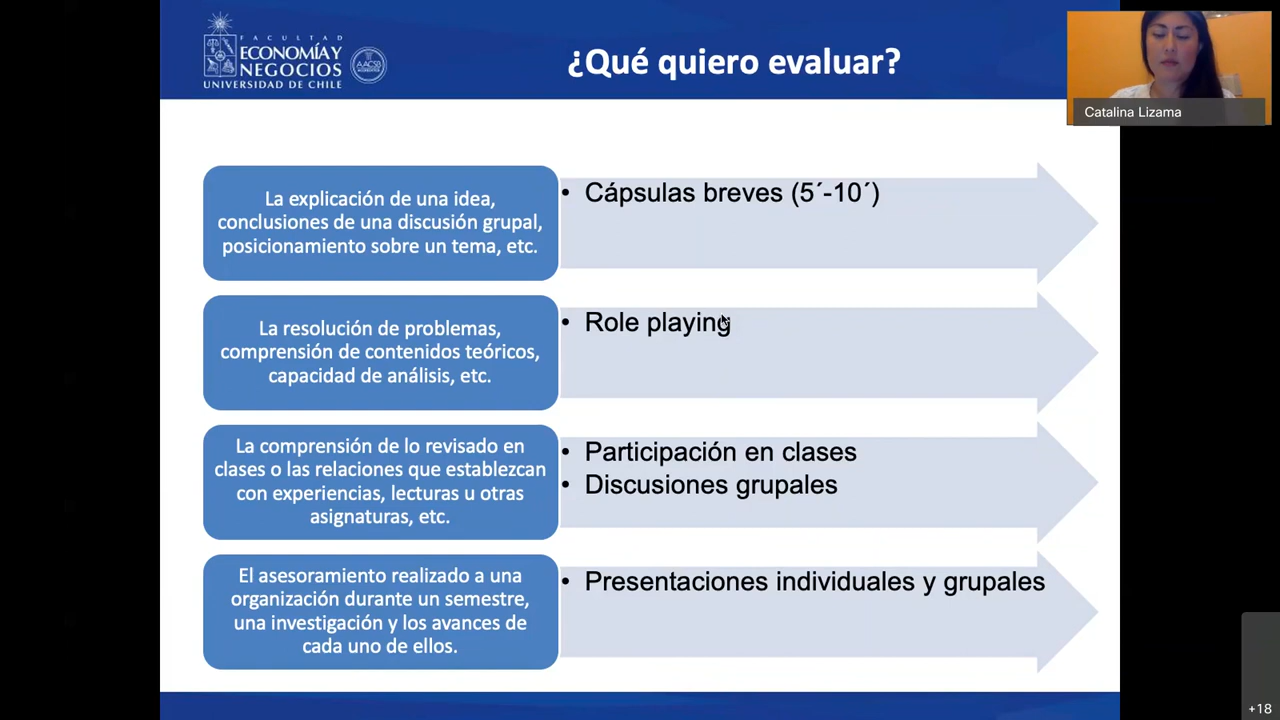 FACULTAD
ECONOMÍA Y
NEGOCIOS
UNIVERSIDAD DE CHILE
AACSB
ACCREDITED
¿Qué quiero evaluar?
Catalina Lizama
La explicación de una idea,
conclusiones de una discusión grupal,
posicionamiento sobre un tema, etc.
• Cápsulas breves (5´-10´)
La resolución de problemas,
comprensión de contenidos teóricos,
capacidad de análisis, etc.
• Role playing
La comprensión de lo revisado en
clases o las relaciones que establezcan
con experiencias, lecturas u otras
asignaturas, etc.
• Participación en clases
• Discusiones grupales
El asesoramiento realizado a una
organización durante un semestre,
una investigación y los avances de
cada uno de ellos.
• Presentaciones individuales y grupales
+18